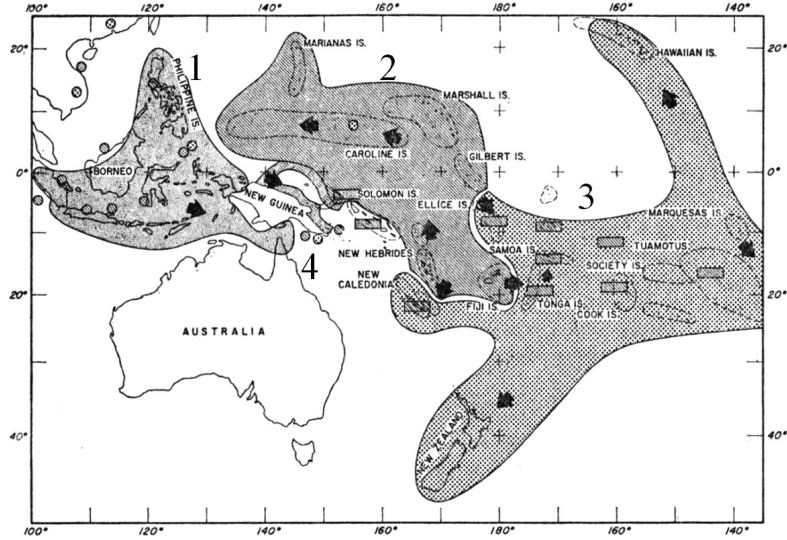 100° 120° 140° 160° 180° 160° 140°
20°
0°
20°
40°
20°
0°
20°
40°
1
2
3
4
MARIANAS IS.
HAWAIIAN IS.
PHILIPPINE IS.
MARSHALL IS.
CAROLINE IS.
GILBERT IS.
BORNEO
NEW GUINEA
SOLOMON IS.
ELLICE IS.
MARQUESAS IS.
SAMOA IS.
TUAMOTUS
NEW HEBRIDES
SOCIETY IS.
NEW
CALEDONIA
FIJI IS.
TONGA IS.
COOK IS.
AUSTRALIA
NEW ZEALAND
100° 120° 140° 160° 180° 160° 140°